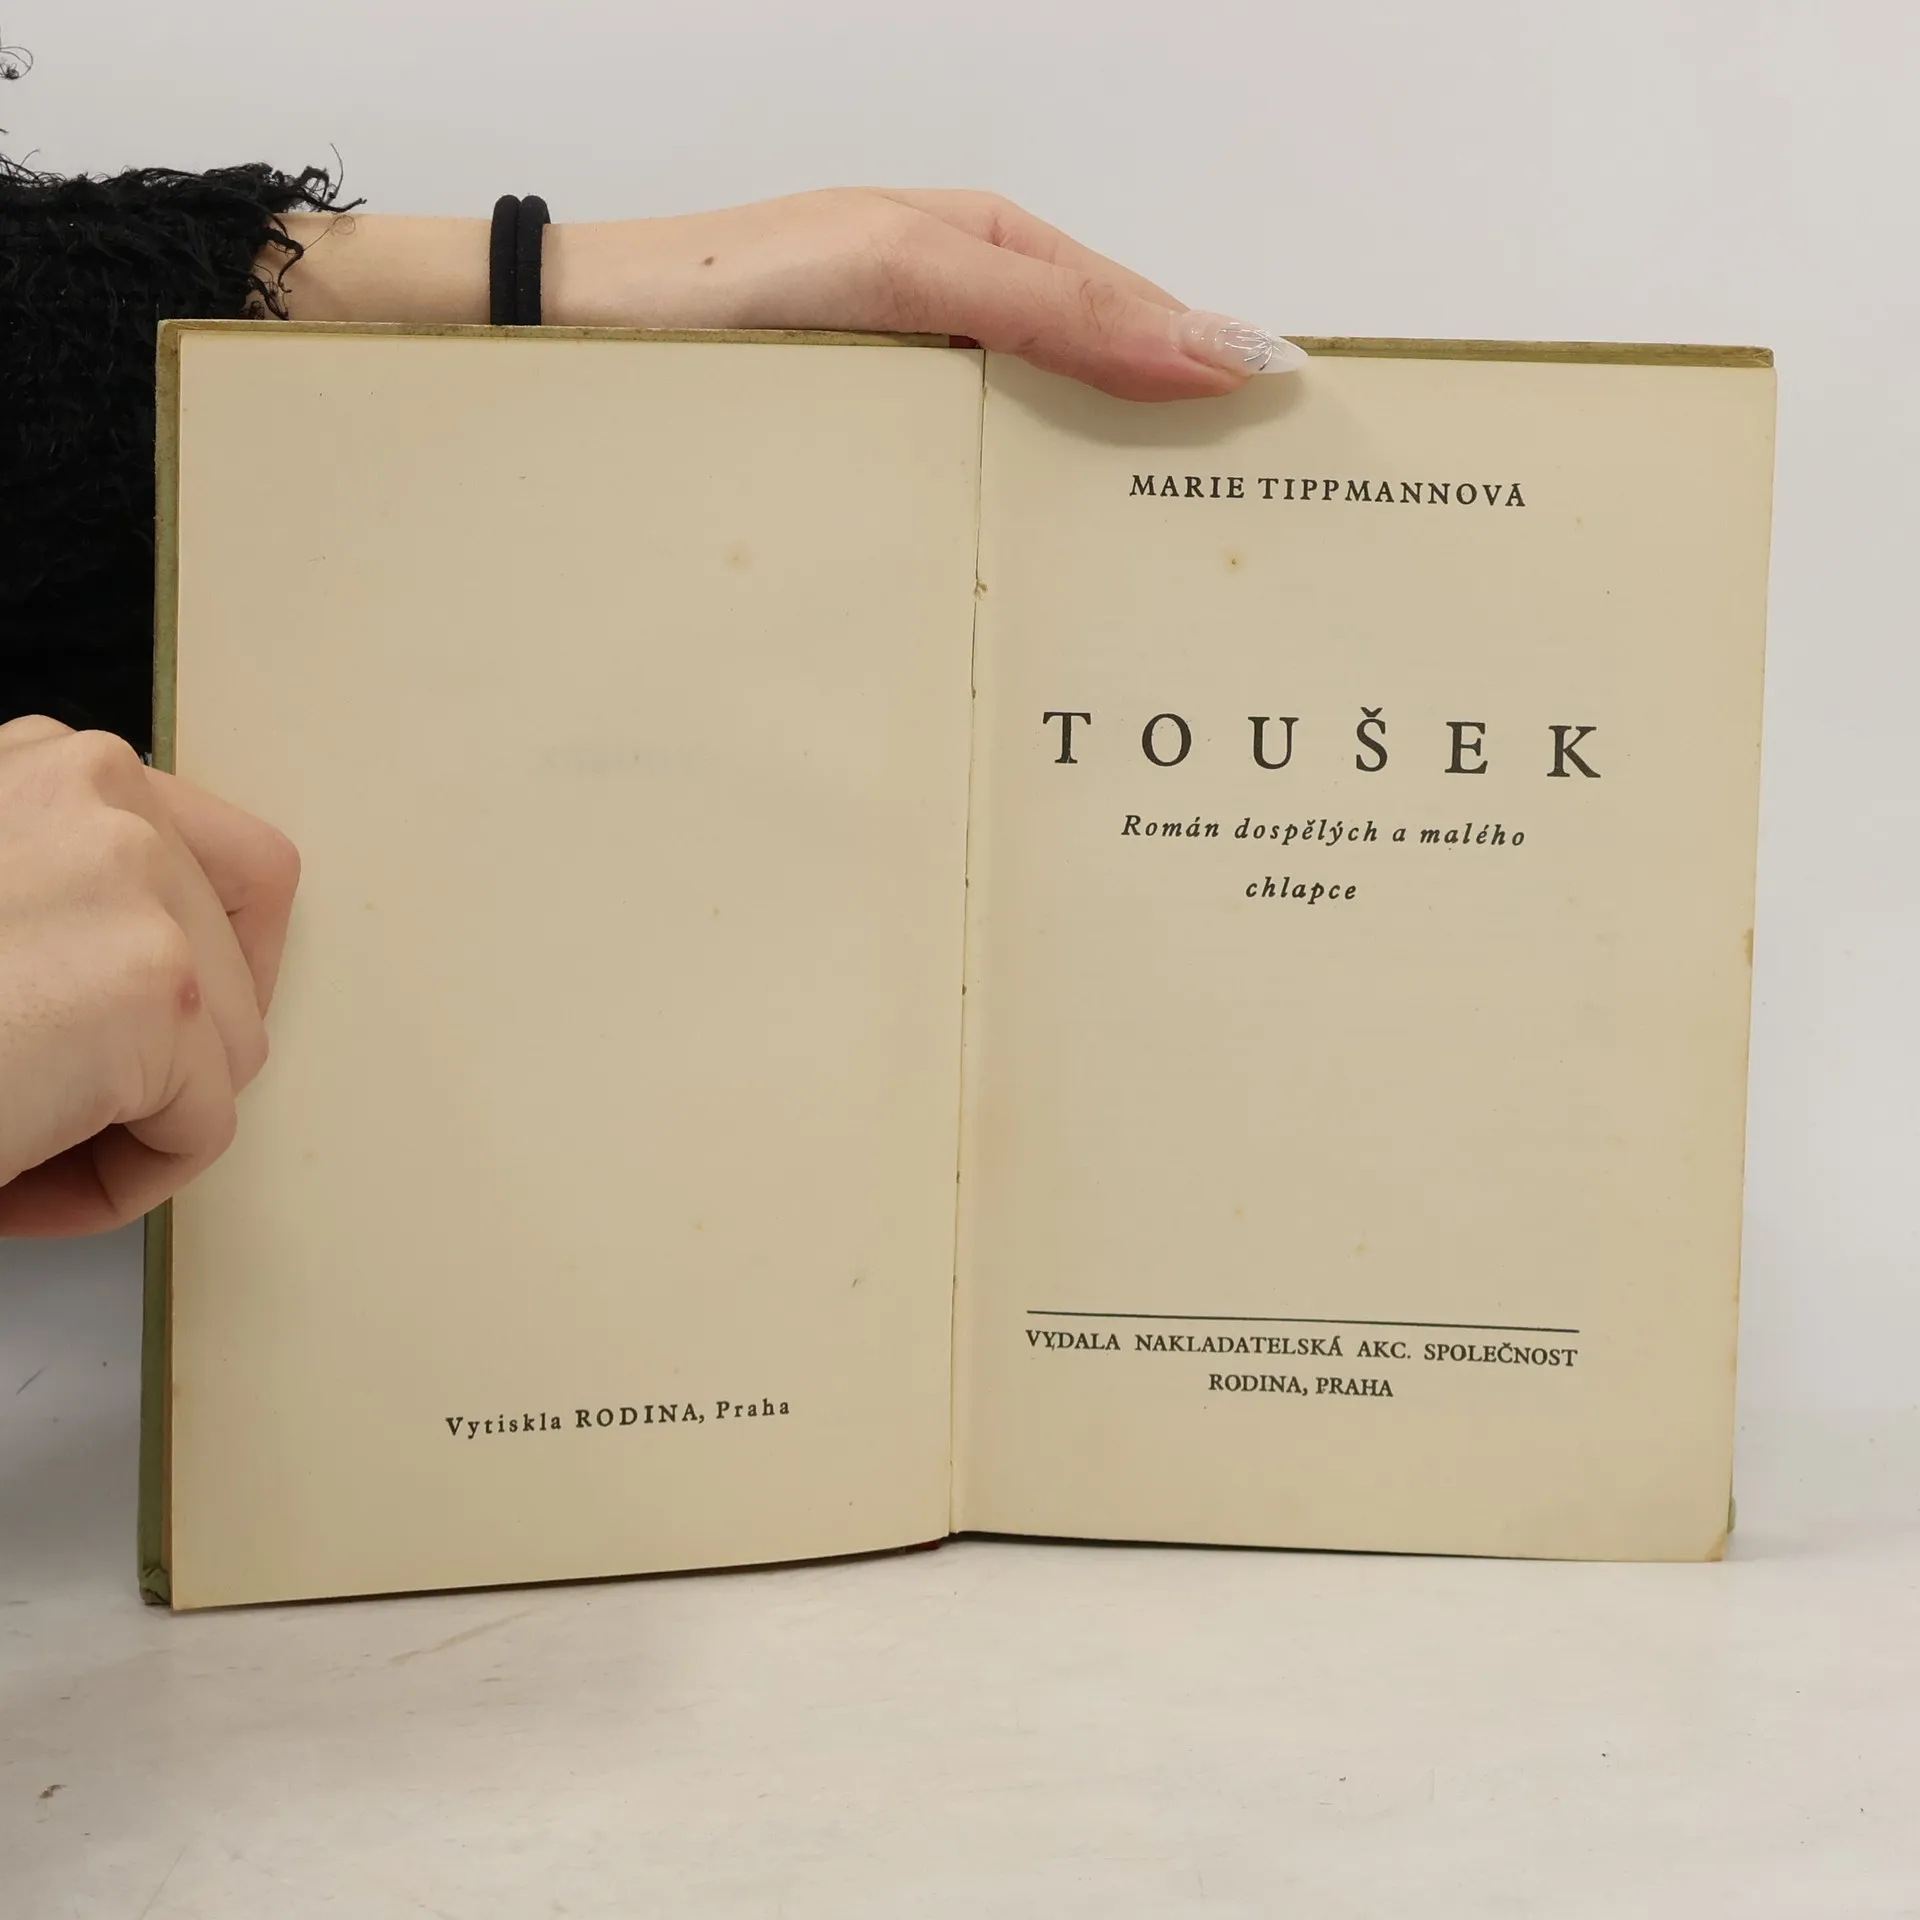 Vytiskla RODINA, Praha
MARIE TIPPMANNOVÁ
TOUŠEK
Román dospělých a malého
chlapce
VYDALA NAKLADATELSKÁ AKC. SPOLEČNOST
RODINA, PRAHA